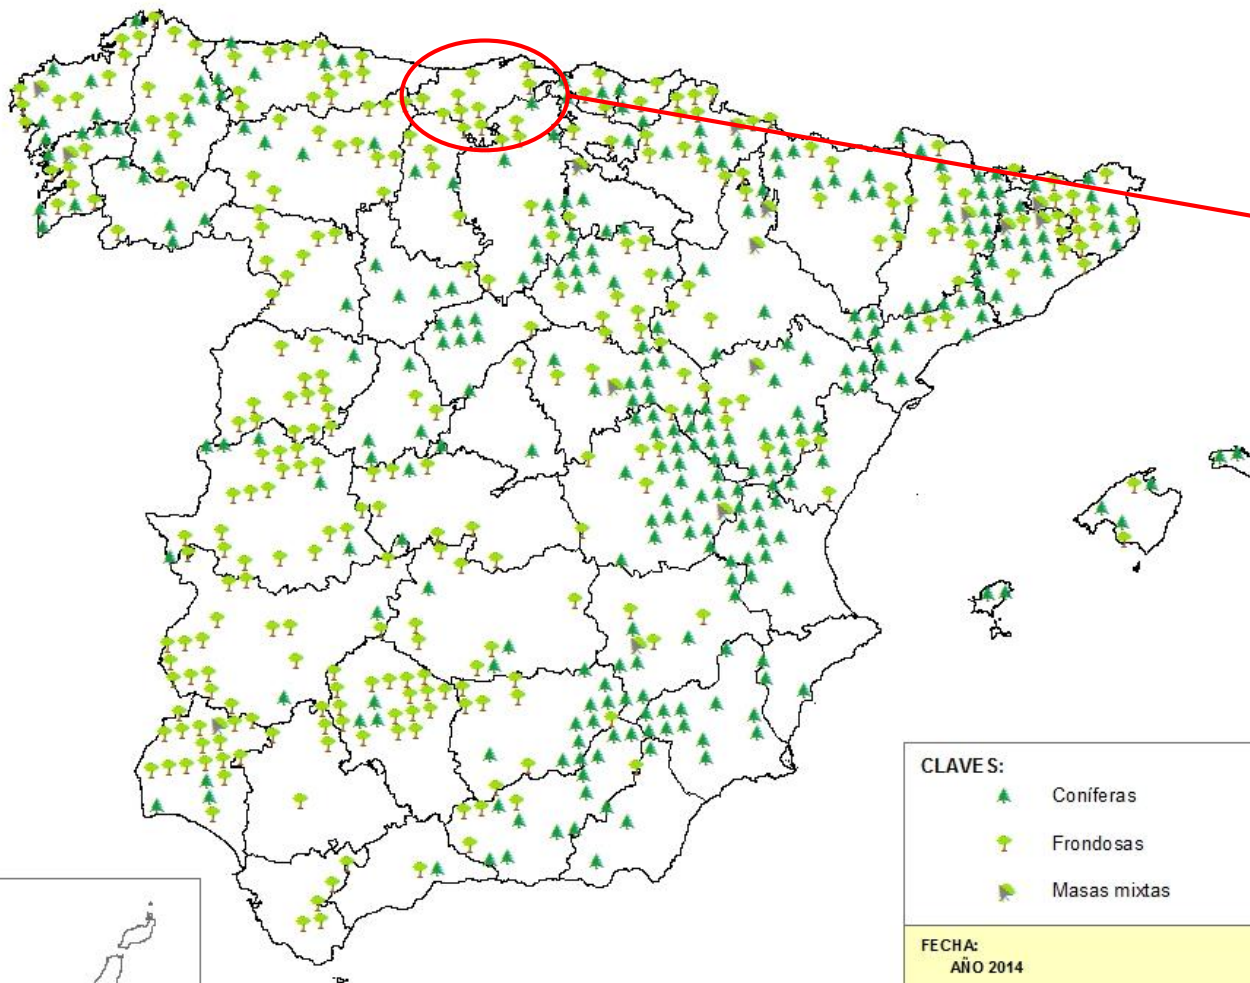 CLAVES:
Coníferas
Frondosas
Masas mixtas
FECHA:
AÑO 2014